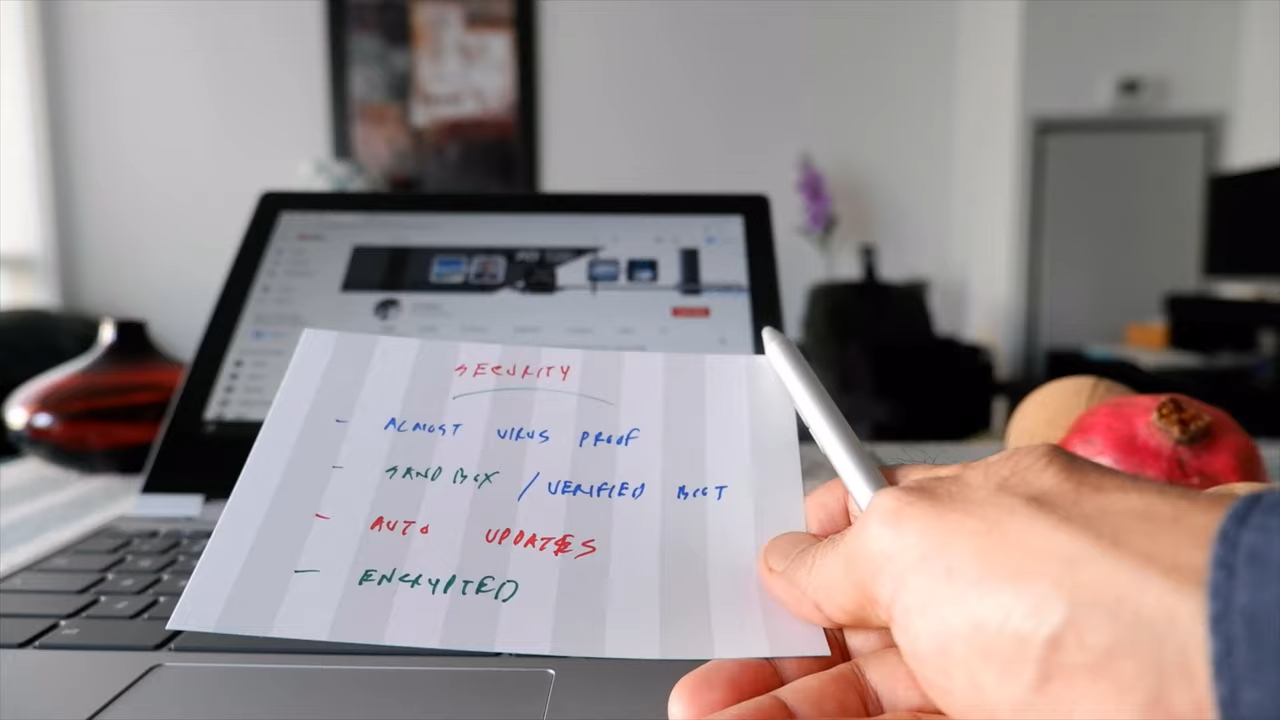 SECURITY
- ALMOST VIRUS PROOF
- SANDBOX / VERIFIED BOOT
- AUTO UPDATES
- ENCRYPTED